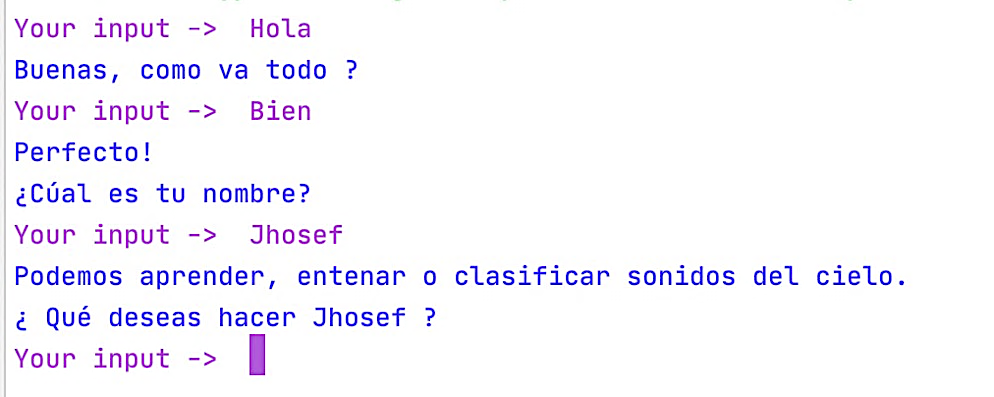 Your input -> Hola
Buenas, como va todo ?
Your input -> Bien
Perfecto!
¿Cúal es tu nombre?
Your input -> Jhosef
Podemos aprender, entenar o clasificar sonidos del cielo.
¿ Qué deseas hacer Jhosef ?
Your input ->